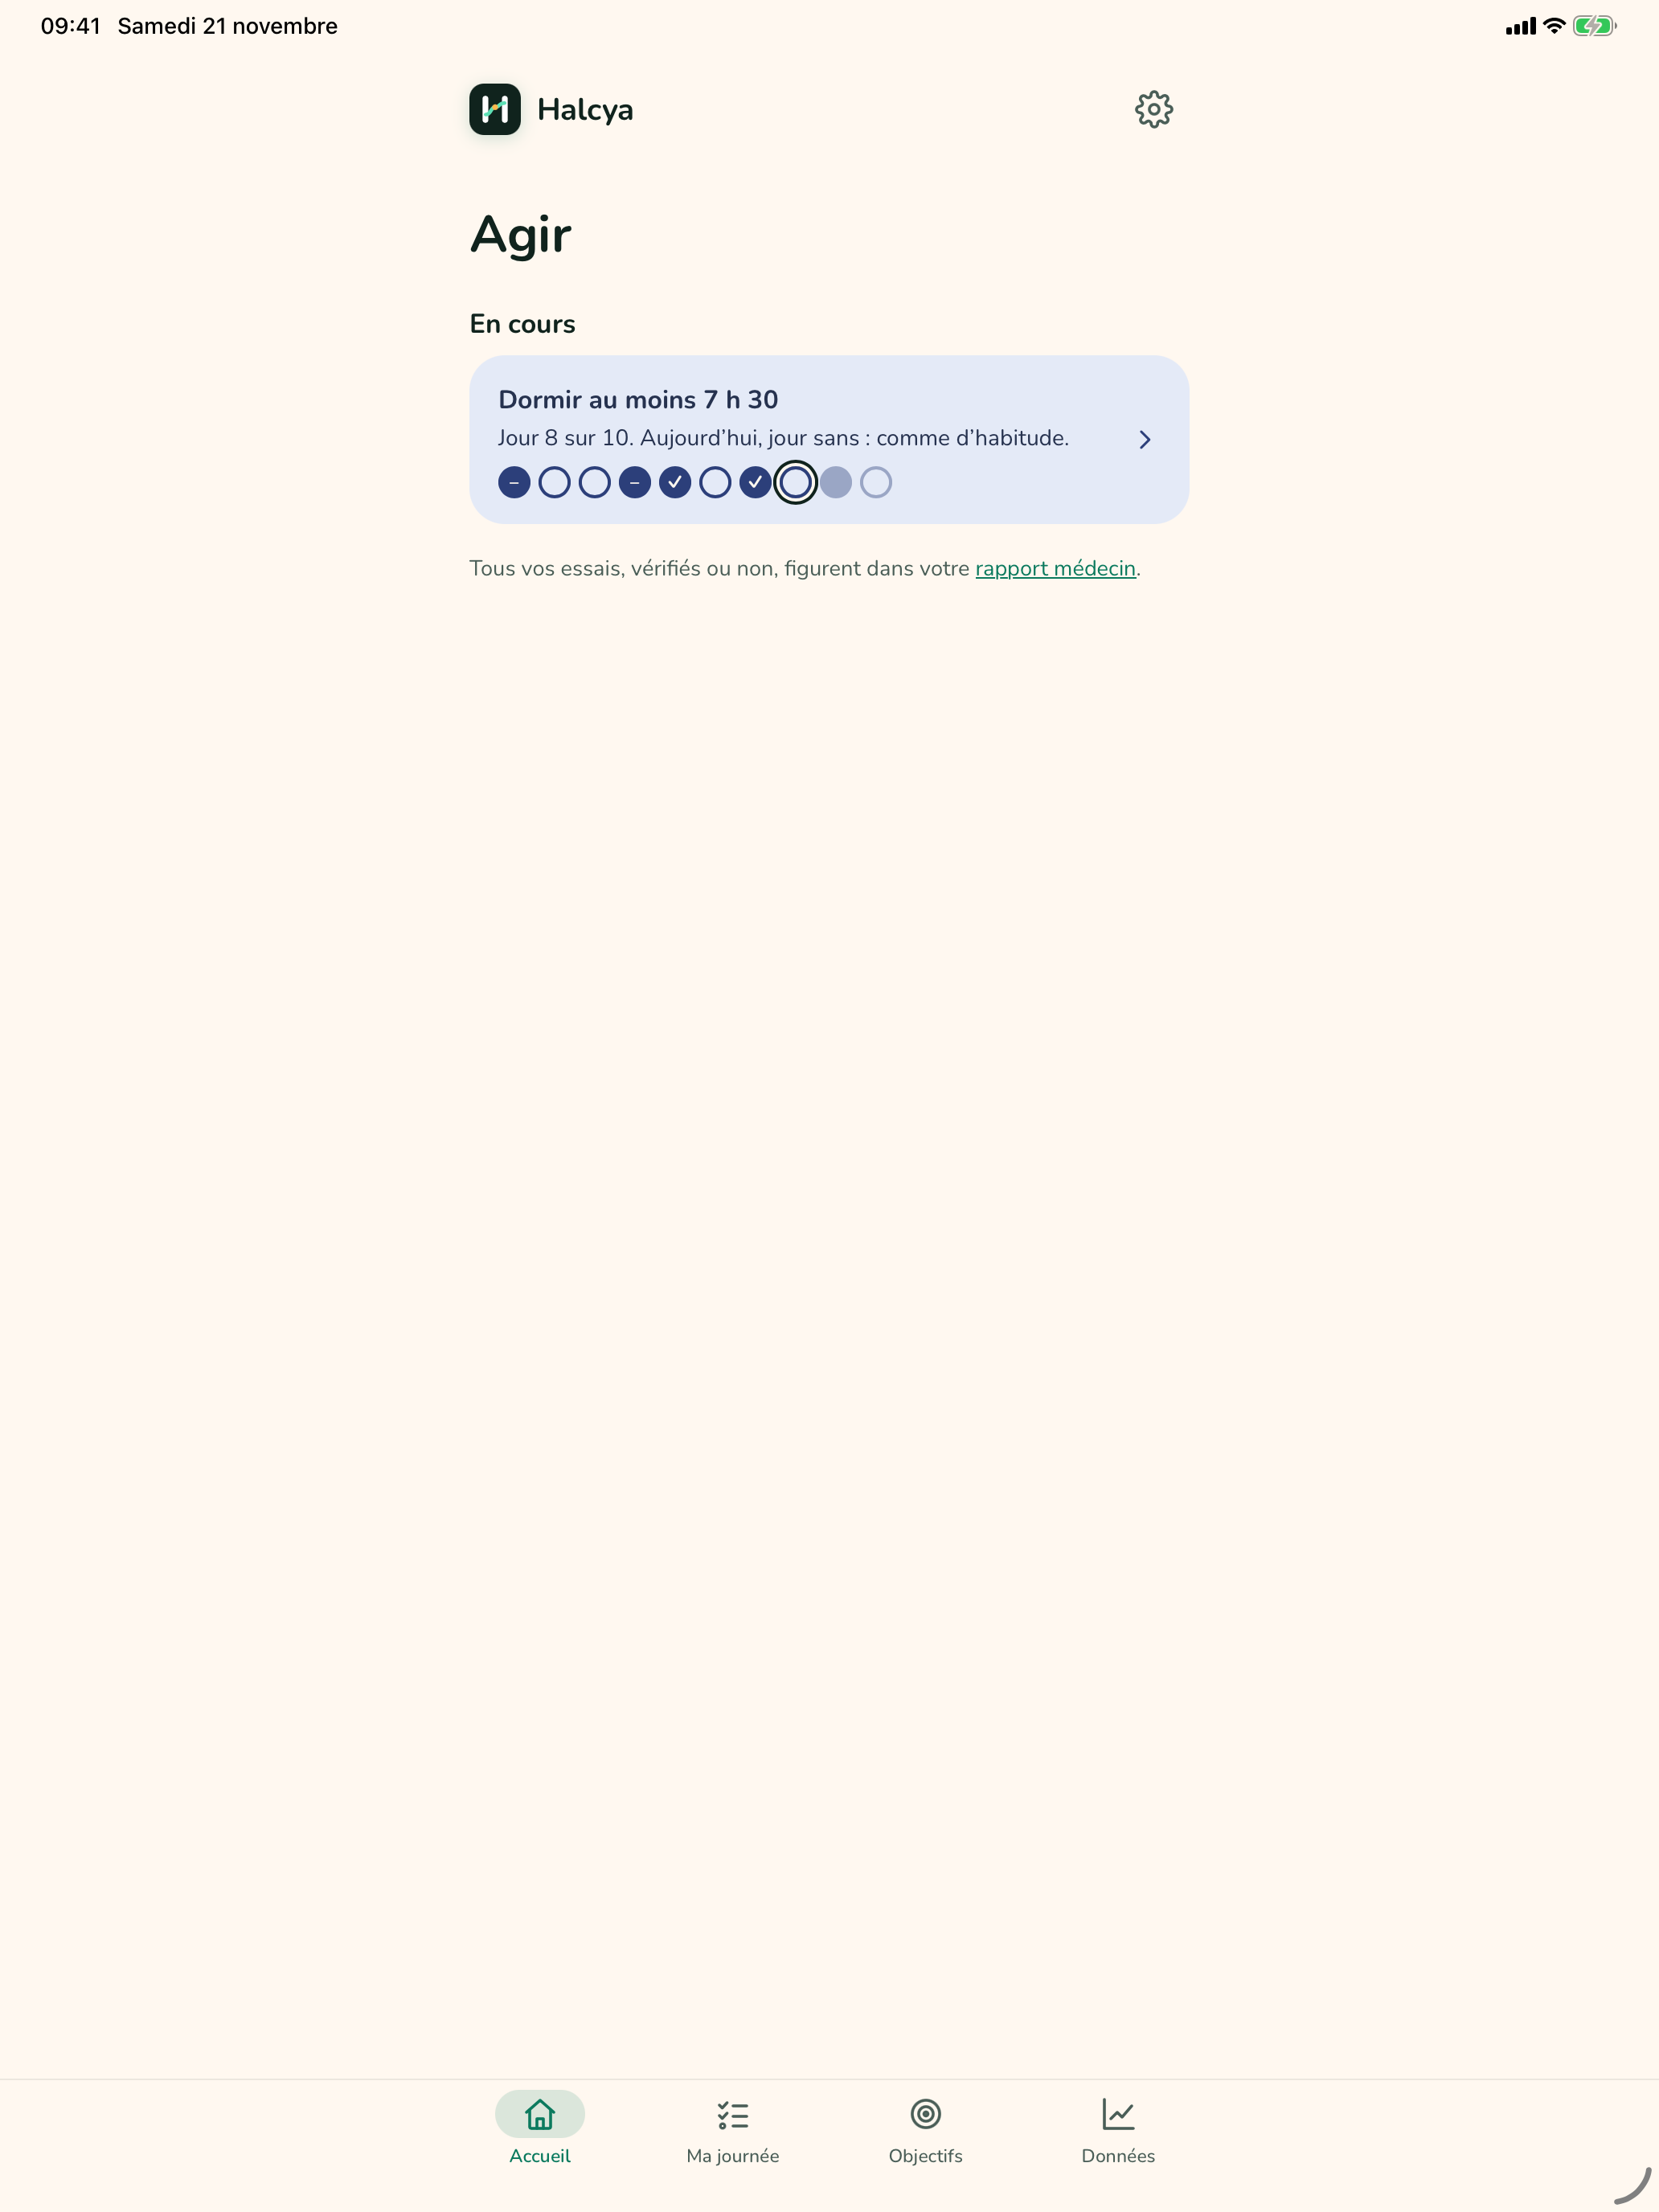 09:41 Samedi 21 novembre
Halcya
Agir
En cours
Dormir au moins 7 h 30
Jour 8 sur 10. Aujourd’hui, jour sans : comme d’habitude.
Tous vos essais, vérifiés ou non, figurent dans votre rapport médecin.
Accueil
Ma journée
Objectifs
Données